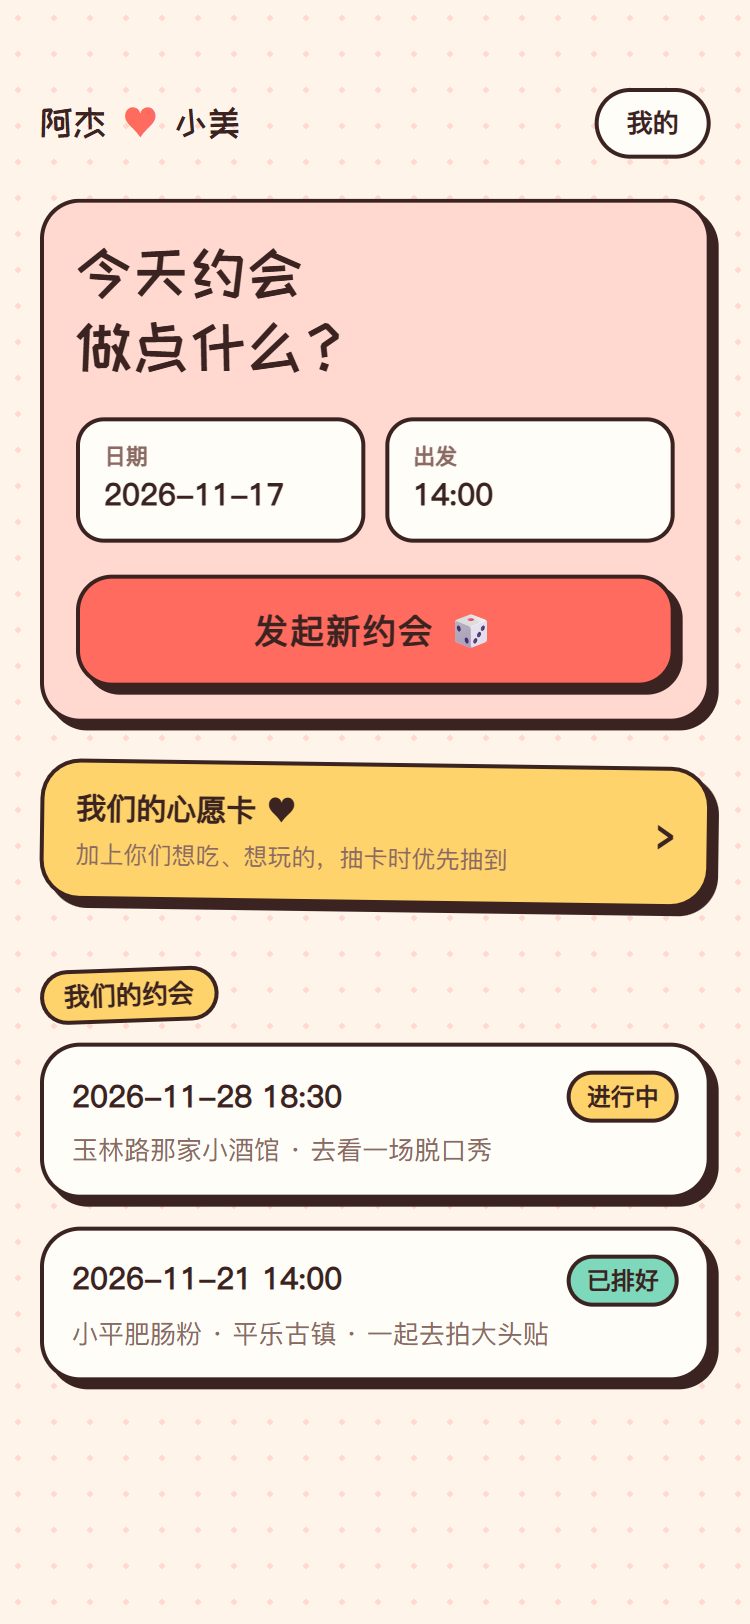 阿杰 ♥ 小美
我的
今天约会
做点什么？
日期
2026-11-17
出发
14:00
发起新约会 🎲
我们的心愿卡 ♥
加上你们想吃、想玩的，抽卡时优先抽到
›
我们的约会
2026-11-28 18:30
进行中
玉林路那家小酒馆 · 去看一场脱口秀
2026-11-21 14:00
已排好
小平肥肠粉 · 平乐古镇 · 一起去拍大头贴